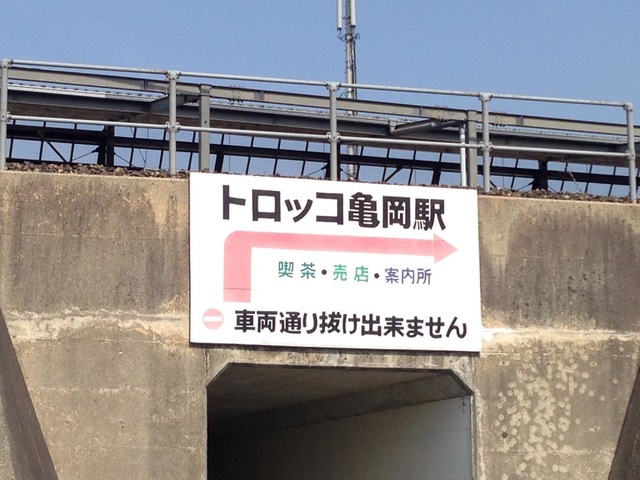 トロッコ亀岡駅
喫茶・売店・案内所
車両通り抜け出来ません